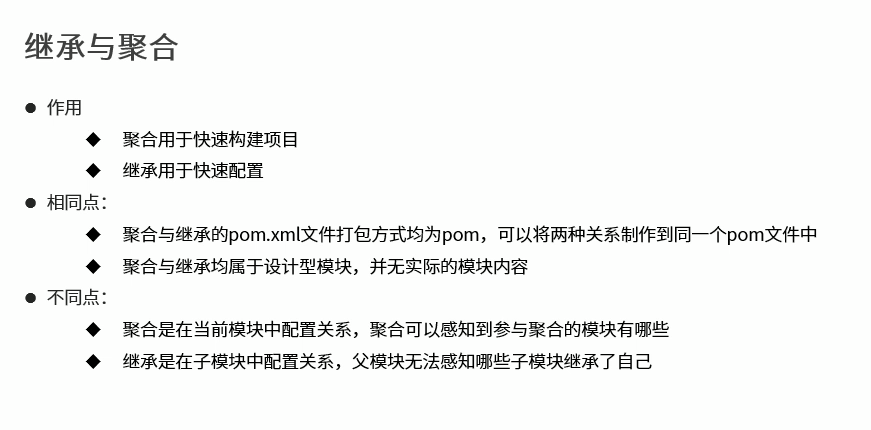 继承与聚合
● 作用
◆ 聚合用于快速构建项目
◆ 继承用于快速配置
● 相同点：
◆ 聚合与继承的pom.xml文件打包方式均为pom，可以将两种关系制作到同一个pom文件中
◆ 聚合与继承均属于设计型模块，并无实际的模块内容
● 不同点：
◆ 聚合是在当前模块中配置关系，聚合可以感知到参与聚合的模块有哪些
◆ 继承是在子模块中配置关系，父模块无法感知哪些子模块继承了自己